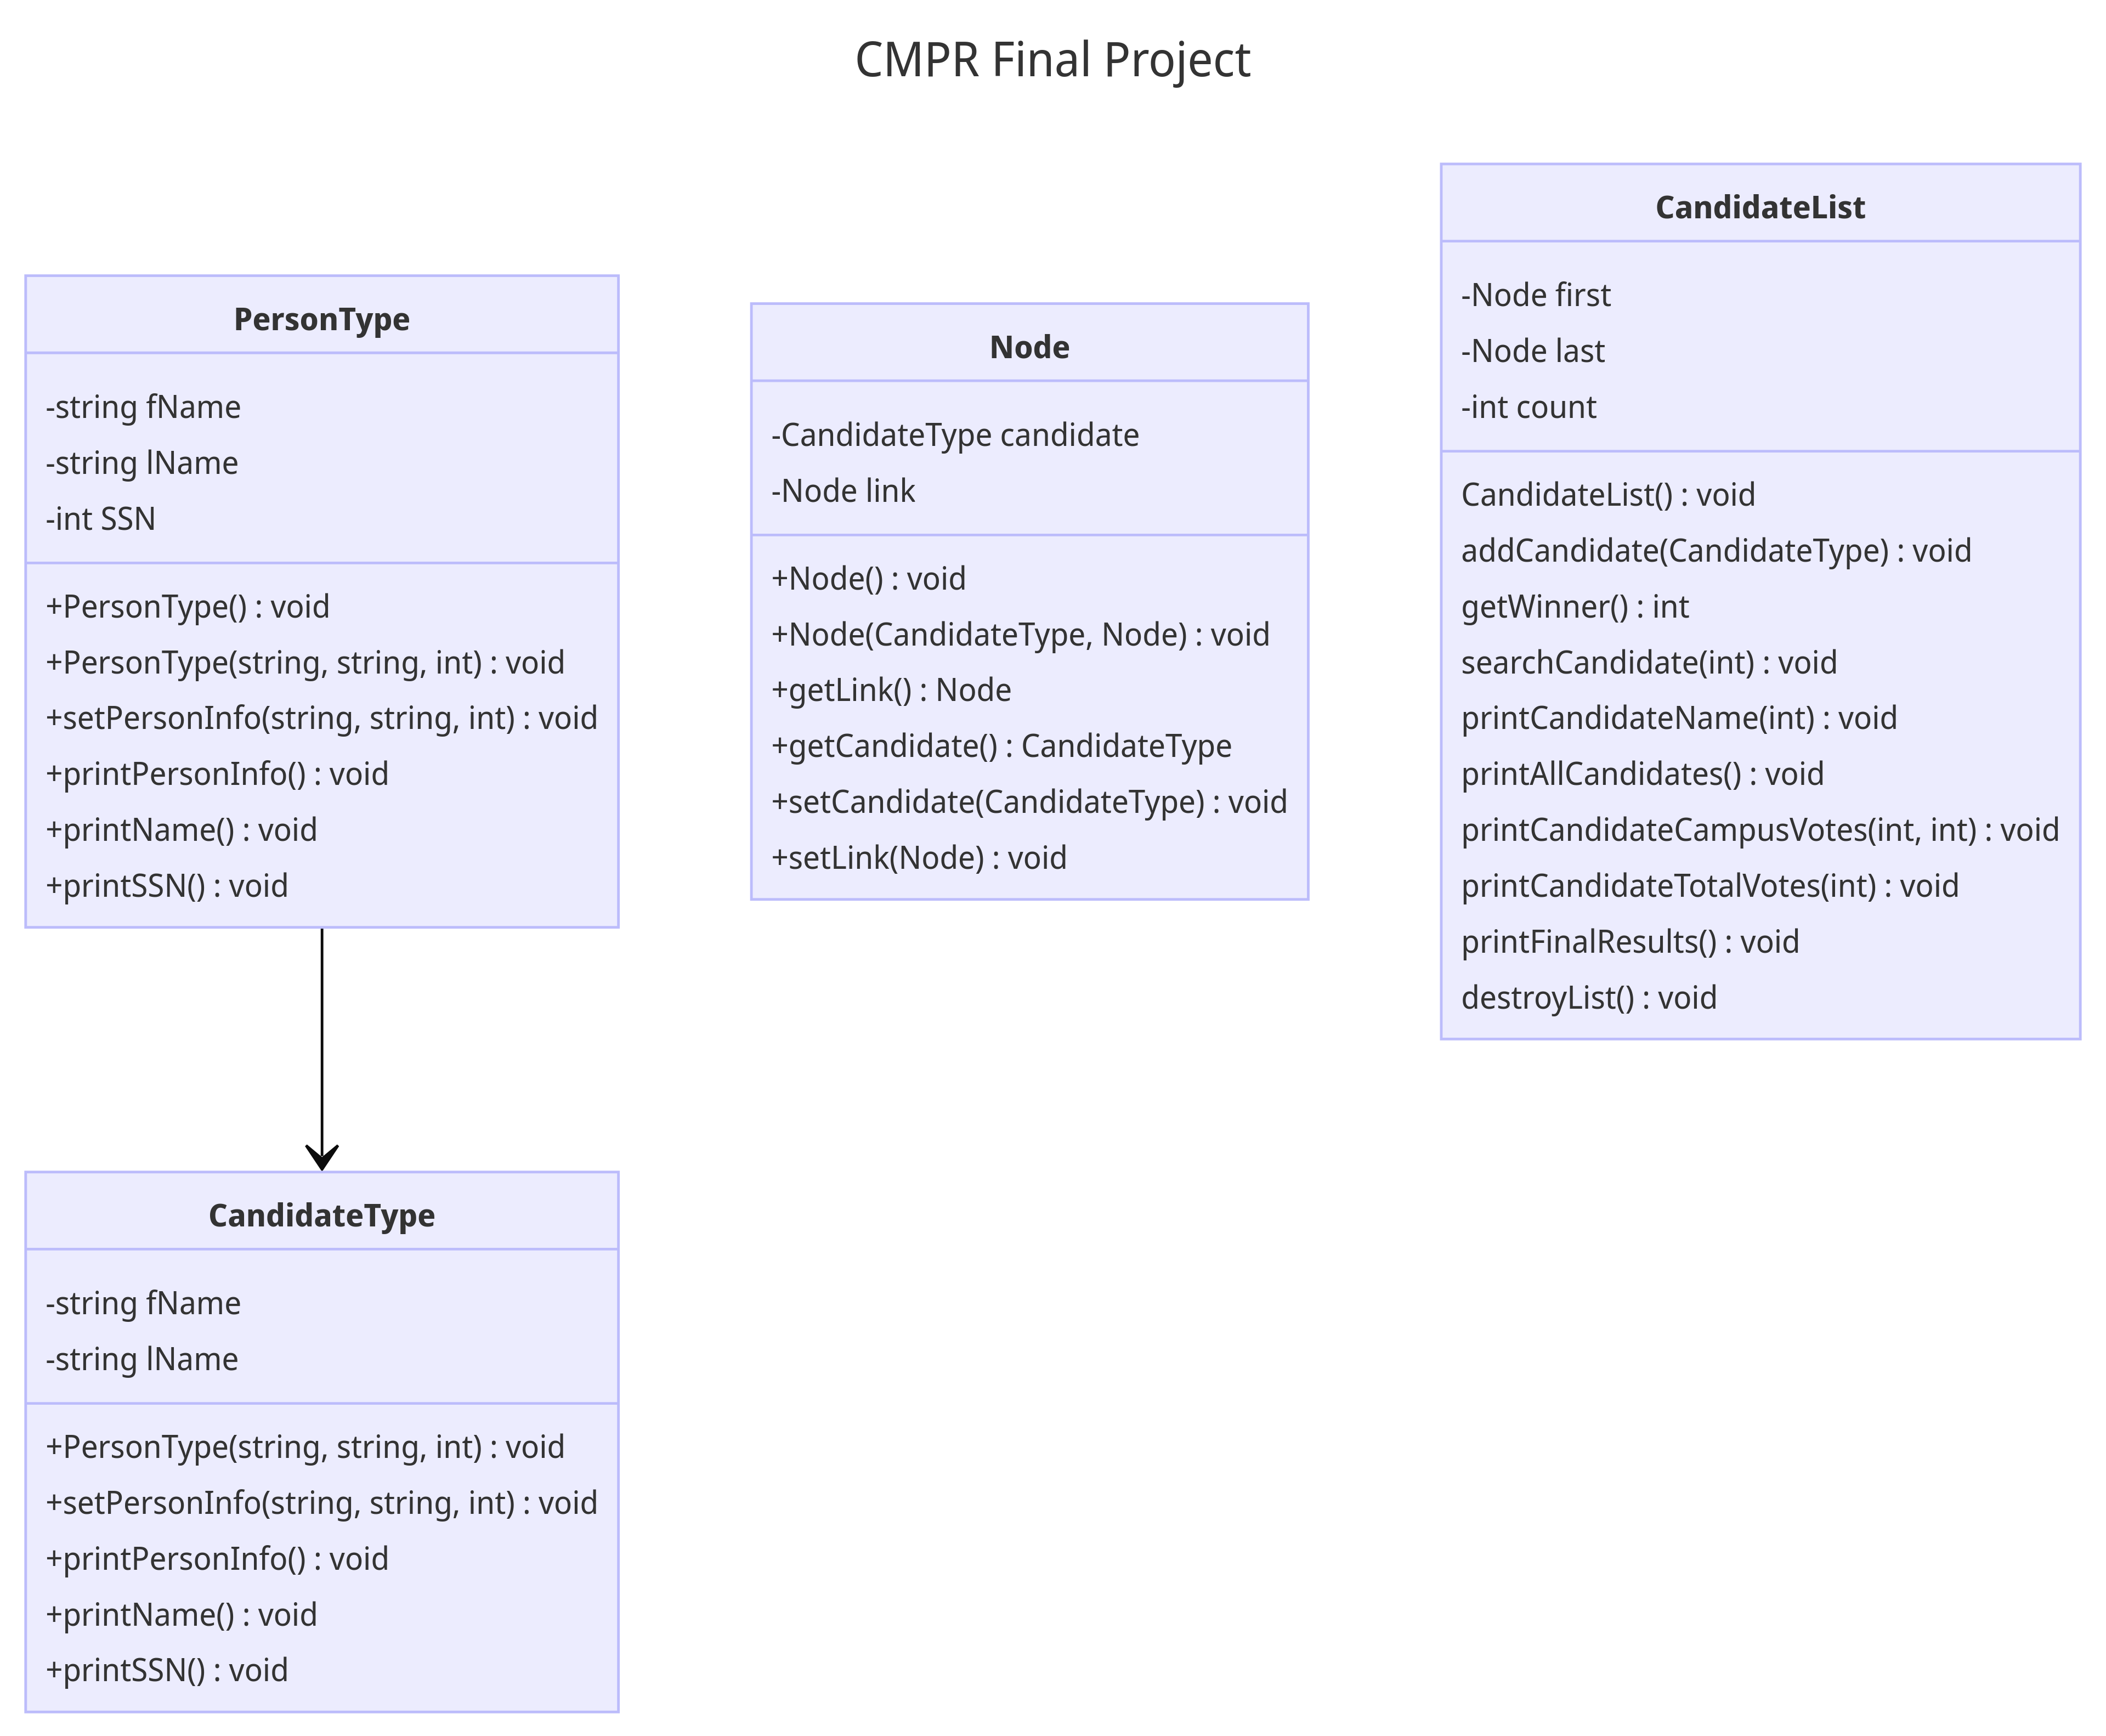 CMPR Final Project
PersonType
-string fName
-string lName
-int SSN
+PersonType() : void
+PersonType(string, string, int) : void
+setPersonInfo(string, string, int) : void
+printPersonInfo() : void
+printName() : void
+printSSN() : void
Node
-CandidateType candidate
-Node link
+Node() : void
+Node(CandidateType, Node) : void
+getLink() : Node
+getCandidate() : CandidateType
+setCandidate(CandidateType) : void
+setLink(Node) : void
CandidateList
-Node first
-Node last
-int count
CandidateList() : void
addCandidate(CandidateType) : void
getWinner() : int
searchCandidate(int) : void
printCandidateName(int) : void
printAllCandidates() : void
printCandidateCampusVotes(int, int) : void
printCandidateTotalVotes(int) : void
printFinalResults() : void
destroyList() : void
CandidateType
-string fName
-string lName
+PersonType(string, string, int) : void
+setPersonInfo(string, string, int) : void
+printPersonInfo() : void
+printName() : void
+printSSN() : void